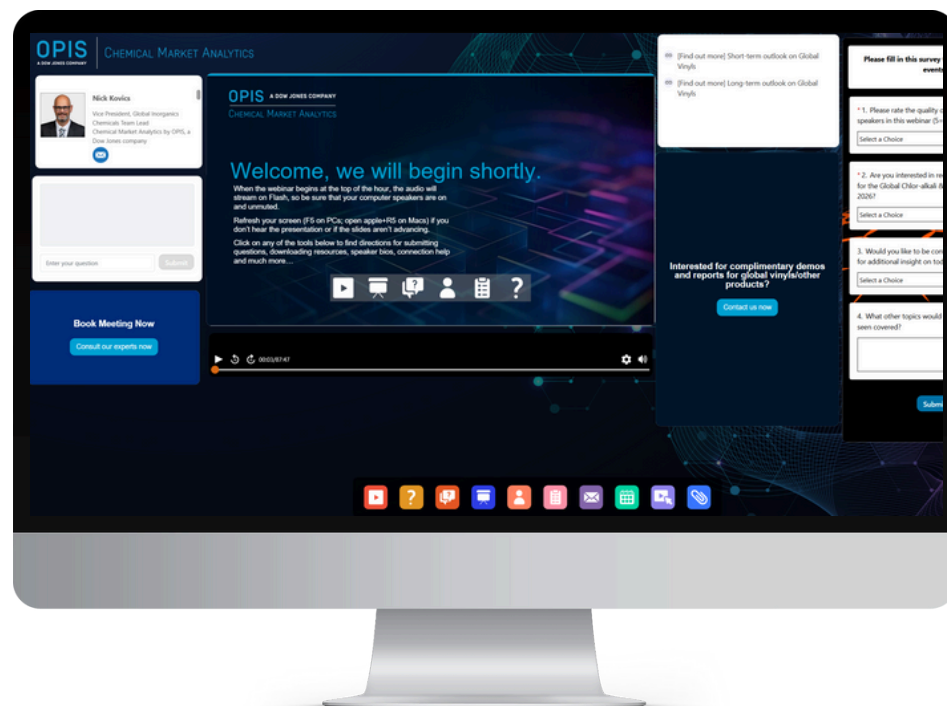 OPIS
A DOW JONES COMPANY
CHEMICAL MARKET ANALYTICS
Nick Kovics
Vice President, Global Inorganics
Chemicals Team Lead
Chemical Market Analytics by OPIS, a
Dow Jones company
Enter your question
Submit
Book Meeting Now
Consult our experts now
OPIS A DOW JONES COMPANY
CHEMICAL MARKET ANALYTICS
Welcome, we will begin shortly.
When the webinar begins at the top of the hour, the audio will
stream on Flash, so be sure that your computer speakers are on
and unmuted.
Refresh your screen (F5 on PCs; open apple+R5 on Macs) if you
don't hear the presentation or if the slides aren't advancing.
Click on any of the tools below to find directions for submitting
questions, downloading resources, speaker bios, connection help
and much more…
?
00:03/87:47
[Find out more] Short-term outlook on Global
Vinyls
[Find out more] Long-term outlook on Global
Vinyls
Interested for complimentary demos
and reports for global vinyls/other
products?
Contact us now
Please fill in this survey
events
* 1. Please rate the quality
speakers in this webinar (5=
Select a Choice
* 2. Are you interested in
for the Global Chlor-alkali
2026?
Select a Choice
3. Would you like to be
for additional insight on
Select a Choice
4. What other topics would
seen covered?
?